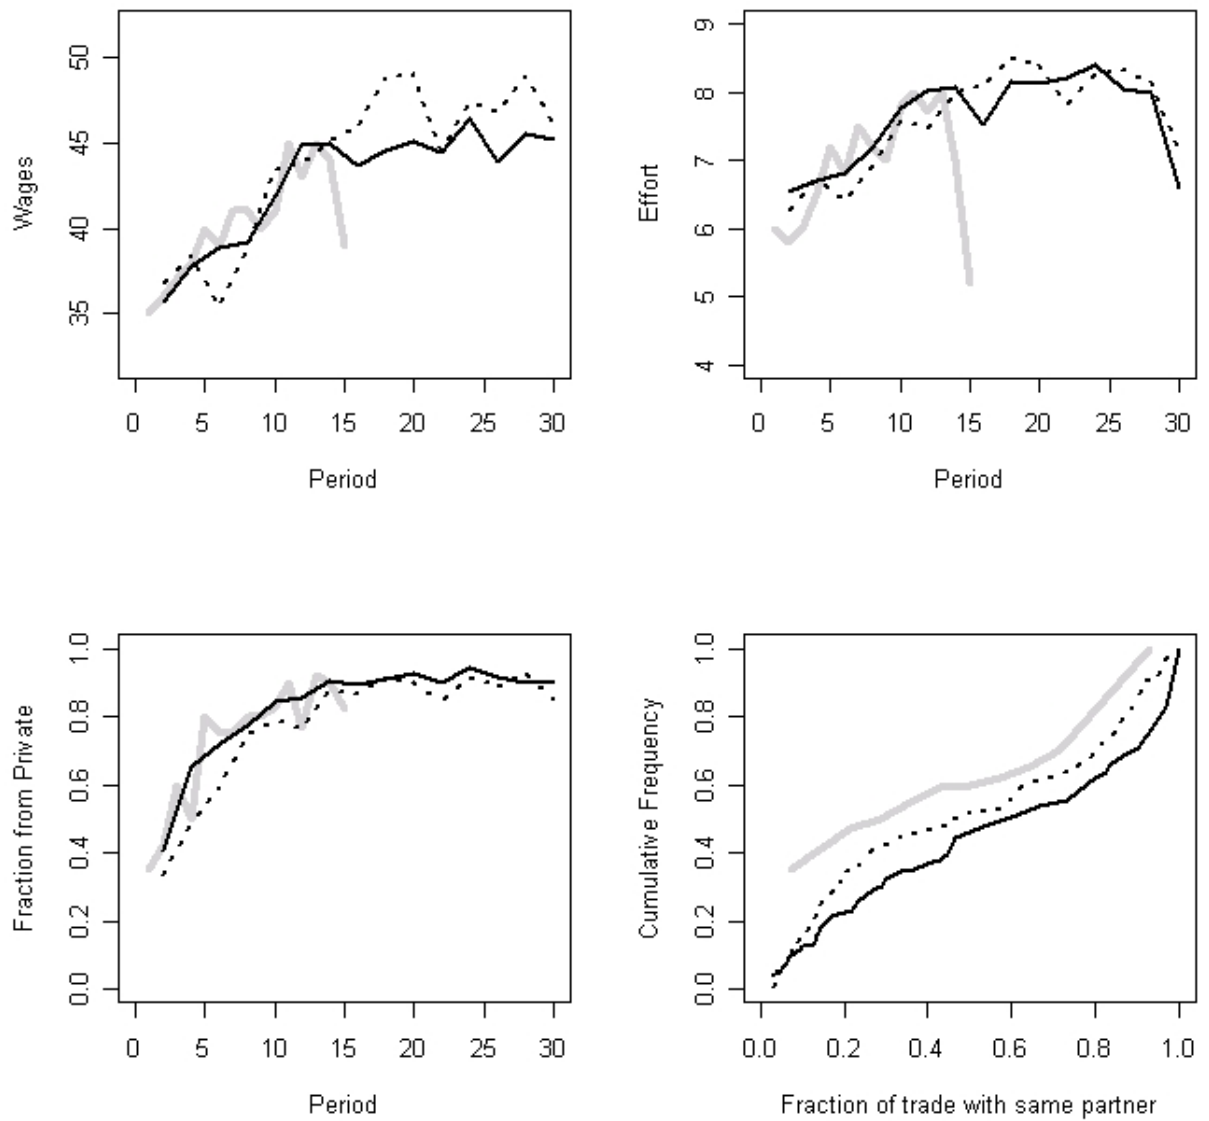 Wages
50
45
40
35
0 5 10 15 20 25 30
Period
Effort
9
8
7
6
5
4
0 5 10 15 20 25 30
Period
Fraction from Private
1.0
0.8
0.6
0.4
0.2
0.0
0 5 10 15 20 25 30
Period
Cumulative Frequency
1.0
0.8
0.6
0.4
0.2
0.0
0.0 0.2 0.4 0.6 0.8 1.0
Fraction of trade with same partner